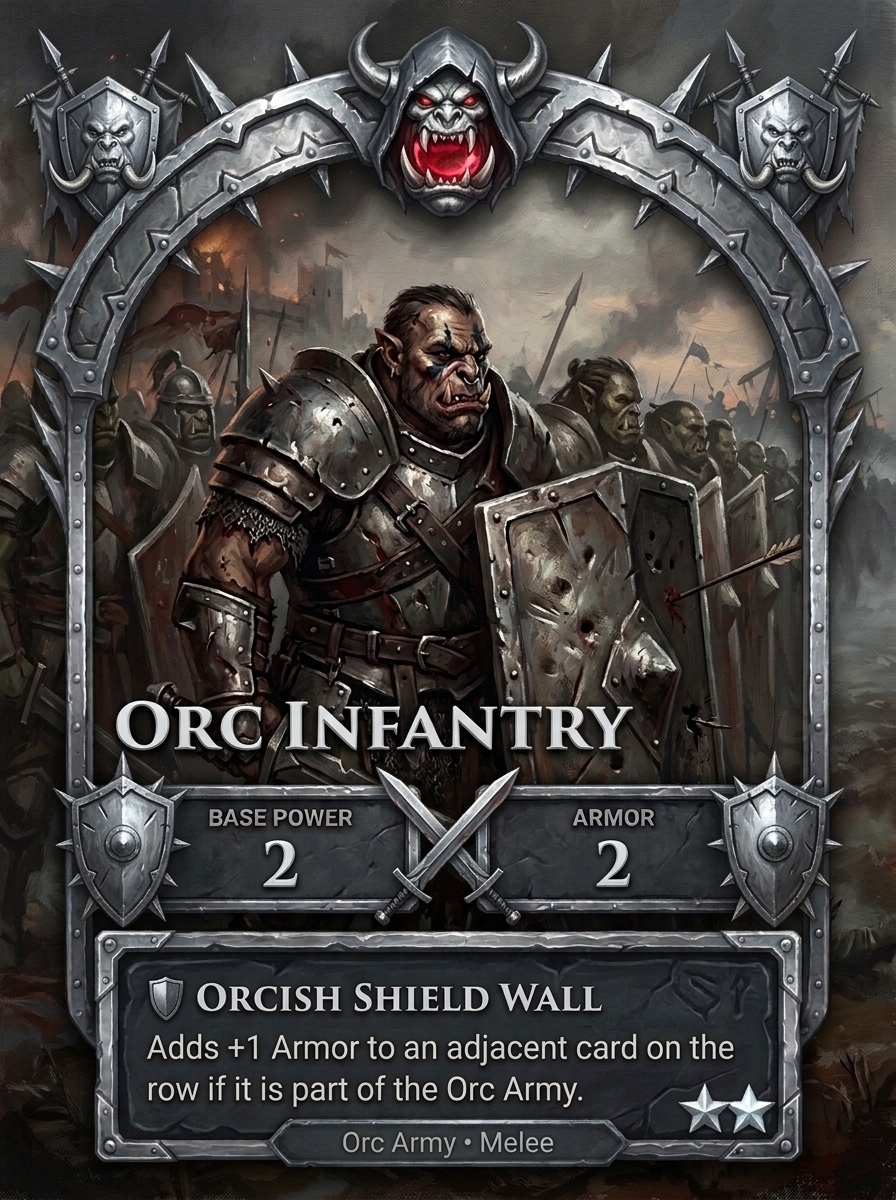 Orc Infantry
BASE POWER
2
ARMOR
2
Orcish Shield Wall
Adds +1 Armor to an adjacent card on the
row if it is part of the Orc Army.
Orc Army • Melee